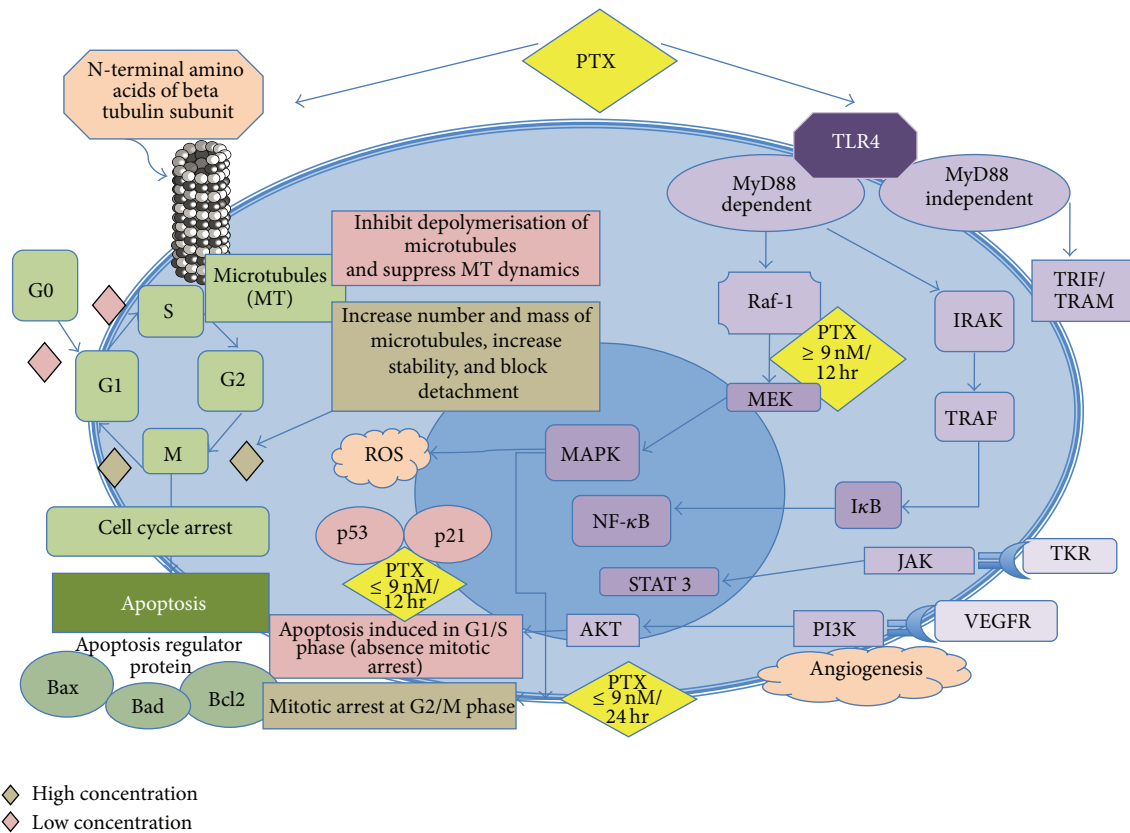 PTX
N-terminal amino
acids of beta
tubulin subunit
TLR4
MyD88
dependent
MyD88
independent
Inhibit depolymerisation of
microtubules
and suppress MT dynamics
Microtubules
(MT)
G0
S
Raf-1
TRIF/
TRAM
IRAK
Increase number and mass of
microtubules, increase
stability, and block
detachment
PTX
≥ 9 nM/
12 hr
G1
G2
MEK
TRAF
M
ROS
MAPK
NF-κB
IκB
Cell cycle arrest
p53
p21
PTX
≤ 9 nM/
12 hr
JAK
TKR
STAT 3
Apoptosis
Apoptosis induced in G1/S
phase (absence mitotic
arrest)
AKT
PI3K
VEGFR
Apoptosis regulator
protein
Angiogenesis
Bax
Bad
Bcl2
Mitotic arrest at G2/M phase
PTX
≤ 9 nM/
24 hr
High concentration
Low concentration